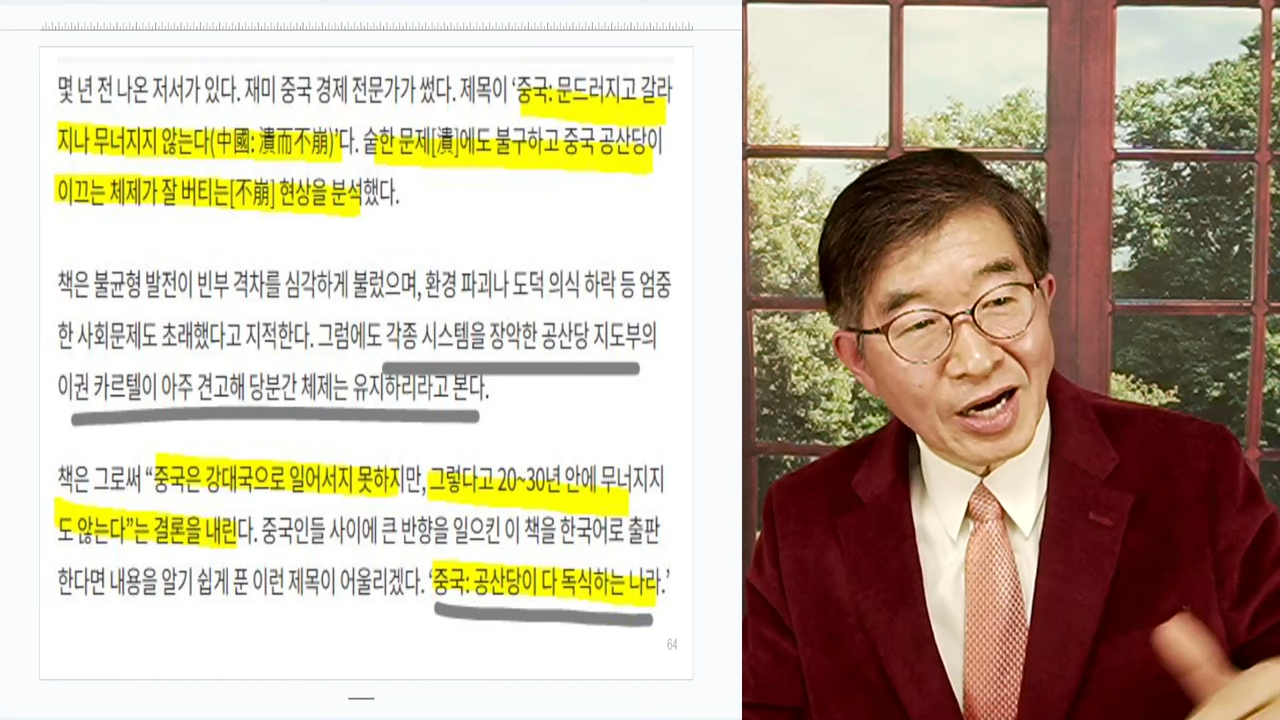 몇 년 전 나온 저서가 있다. 재미 중국 경제 전문가가 썼다. 제목이 ‘중국: 문드러지고 갈라
지나 무너지지 않는다(中國: 潰而不崩)’다. 숱한 문제[潰]에도 불구하고 중국 공산당이
이끄는 체제가 잘 버티는[不崩] 현상을 분석했다.
책은 불균형 발전이 빈부 격차를 심각하게 불렀으며, 환경 파괴나 도덕 의식 하락 등 엄중
한 사회문제도 초래했다고 지적한다. 그럼에도 각종 시스템을 장악한 공산당 지도부의
이권 카르텔이 아주 견고해 당분간 체제는 유지하리라고 본다.
책은 그로써 “중국은 강대국으로 일어서지 못하지만, 그렇다고 20~30년 안에 무너지지
도 않는다”는 결론을 내린다. 중국인들 사이에 큰 반향을 일으킨 이 책을 한국어로 출판
한다면 내용을 알기 쉽게 푼 이런 제목이 어울리겠다. ‘중국: 공산당이 다 독식하는 나라.’
64